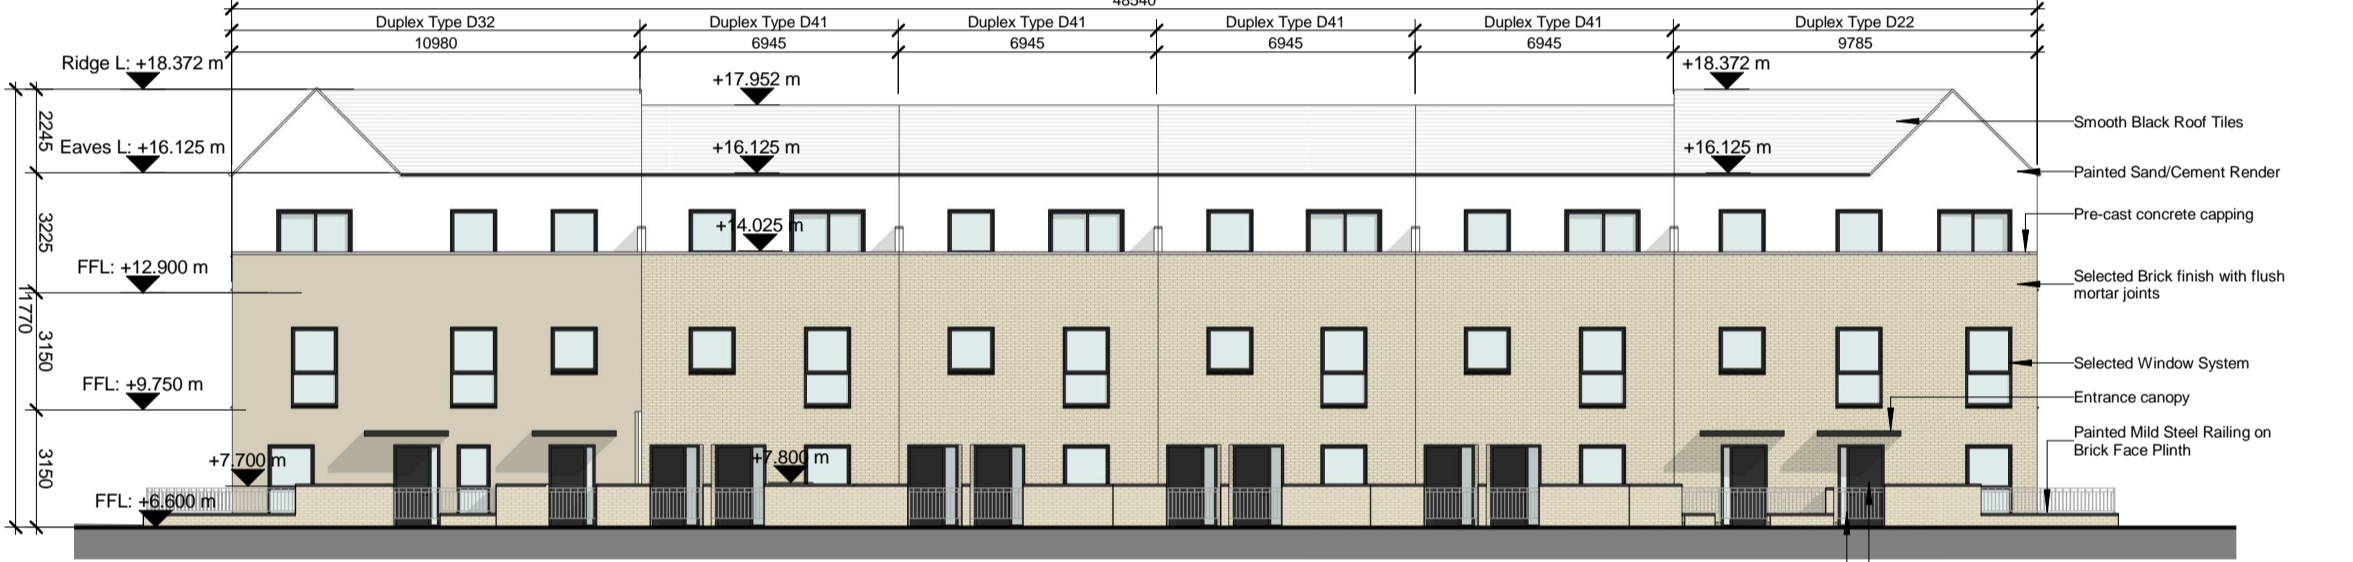 48540
Duplex Type D32 Duplex Type D41 Duplex Type D41 Duplex Type D41 Duplex Type D41 Duplex Type D22
10980 6945 6945 6945 6945 9785
Ridge L: +18.372 m
+17.952 m
+18.372 m
2245
Eaves L: +16.125 m
+16.125 m
+16.125 m
3225
+14.025 m
FFL: +12.900 m
11770
3150
FFL: +9.750 m
3150
+7.700 m
+7.800 m
FFL: +6.600 m
Smooth Black Roof Tiles
Painted Sand/Cement Render
Pre-cast concrete capping
Selected Brick finish with flush
mortar joints
Selected Window System
Entrance canopy
Painted Mild Steel Railing on
Brick Face Plinth